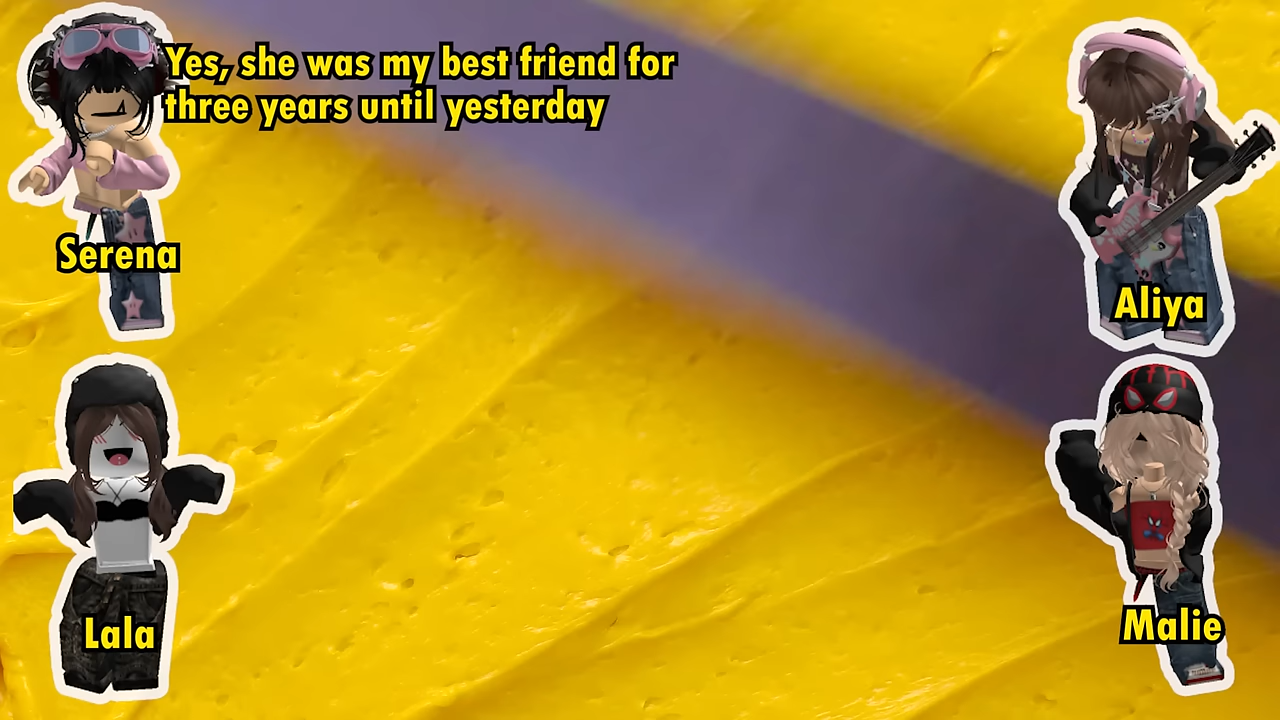 Yes, she was my best friend for
three years until yesterday
Serena
Aliya
Lala
Malie